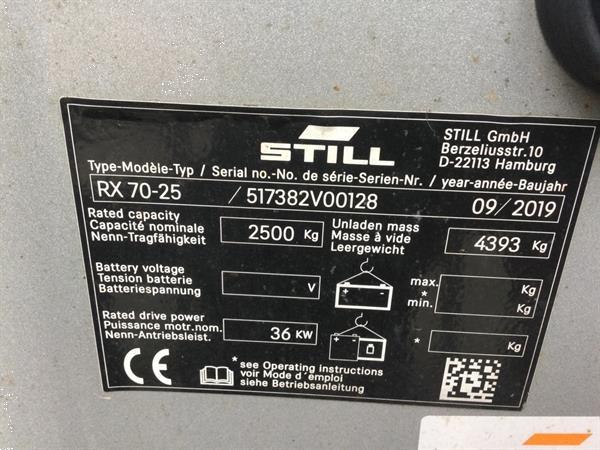 STILL
STILL GmbH
Berzeliusstr.10
D-22113 Hamburg
Type-Modèle-Typ / Serial no.-No. de série-Serien-Nr. / year-année-Baujahr
RX 70-25 / 517382V00128 09/2019
Rated capacity
Capacité nominale
Nenn-Tragfähigkeit
2500 Kg
Unladen mass
Masse à vide
Leergewicht
4393 Kg
Battery voltage
Tension batterie
Batteriespannung
V
+ -
max.
*
min.
Kg
Kg
Rated drive power
Puissance motr.nom.
Nenn-Antriebsleist.
36 KW
* Kg
CE
* see Operating instructions
voir Mode d´emploi
siehe Betriebsanleitung